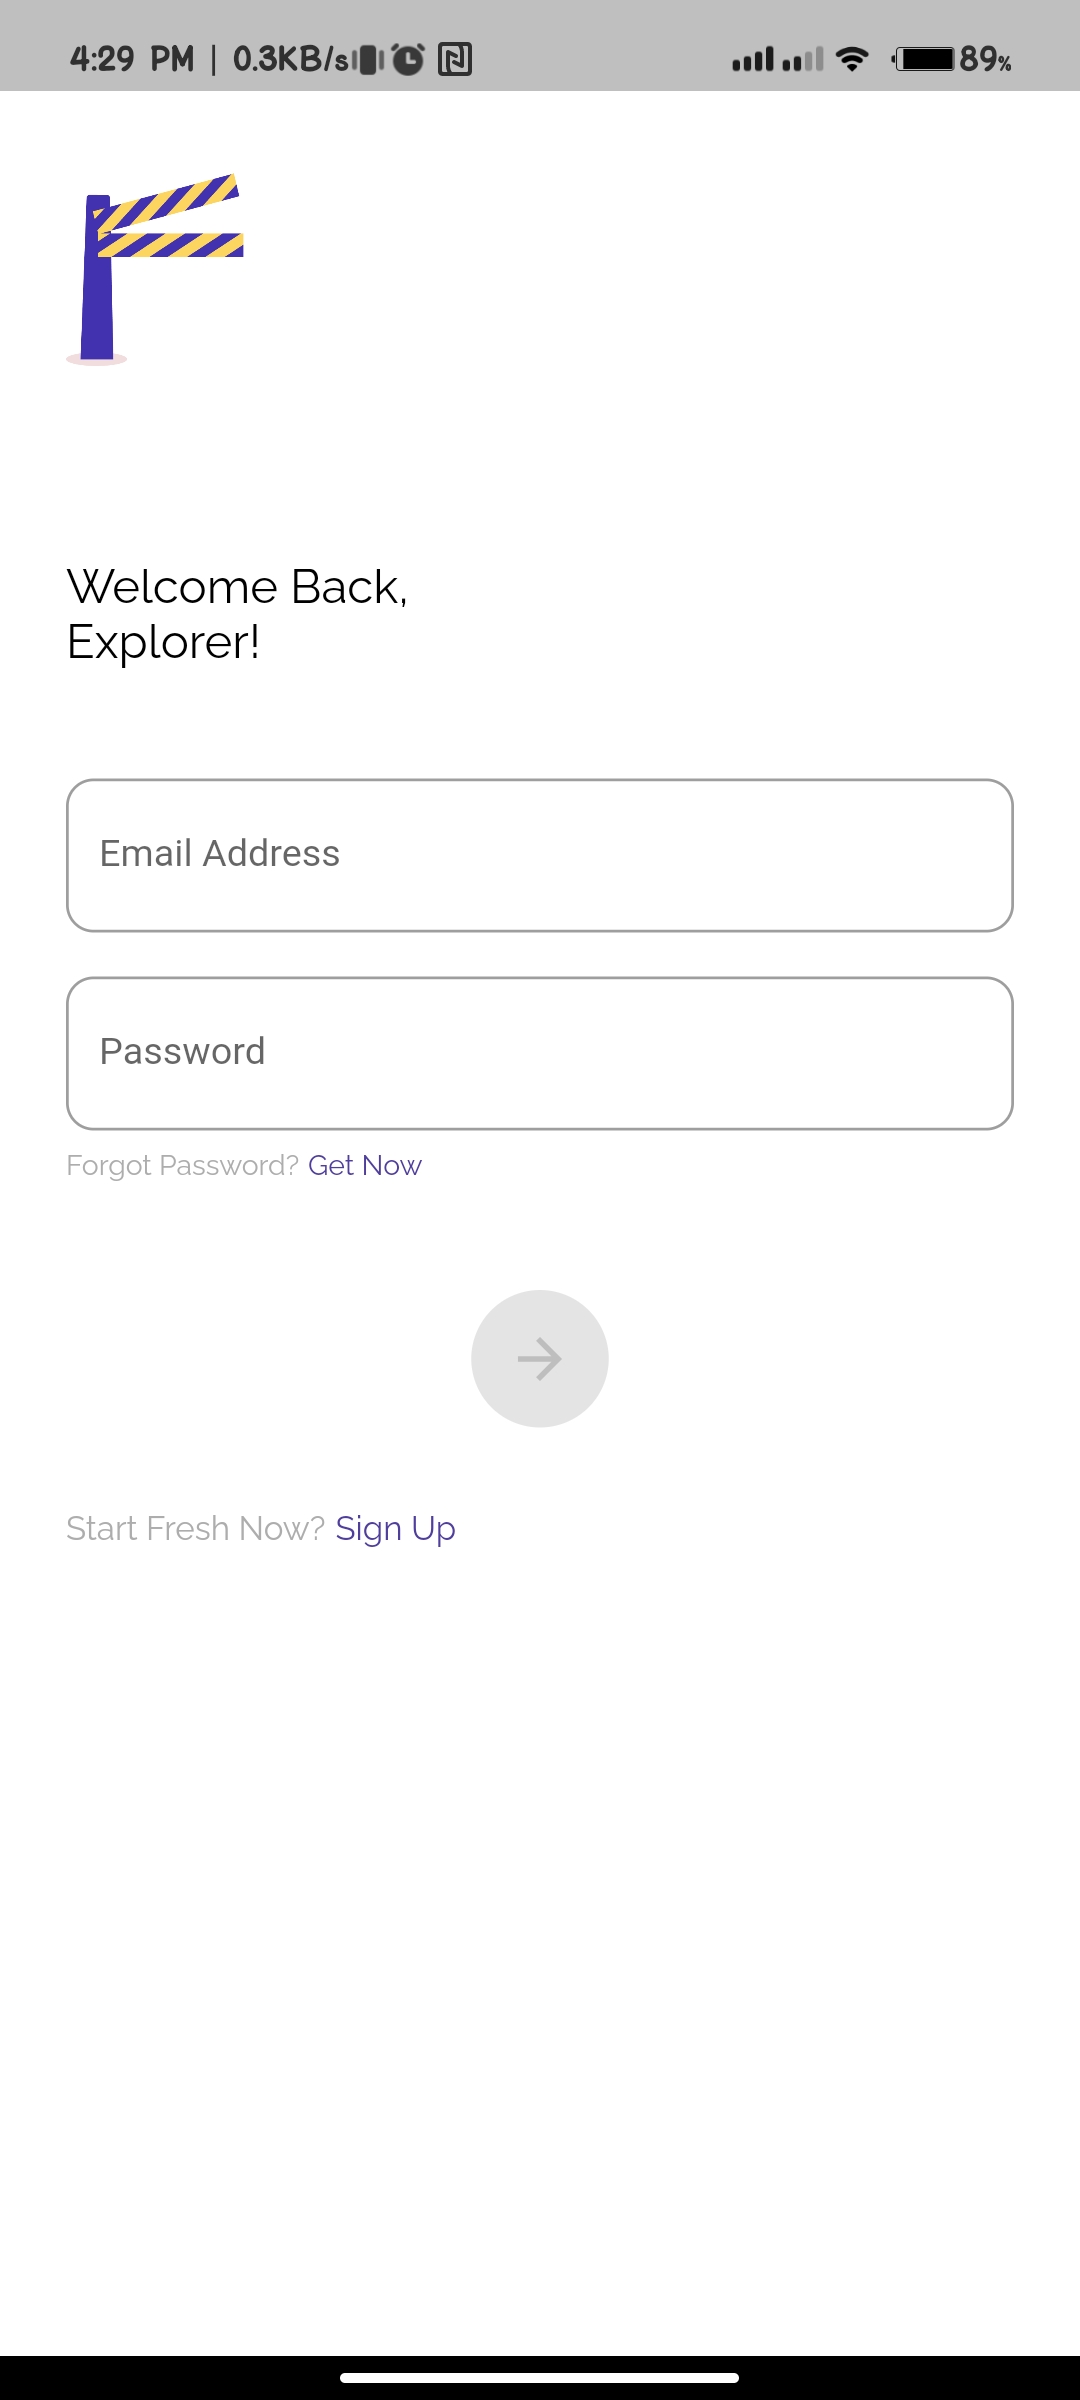 4:29 PM | 0.3KB/s 89%
Welcome Back,
Explorer!
Email Address
Password
Forgot Password? Get Now
Start Fresh Now? Sign Up